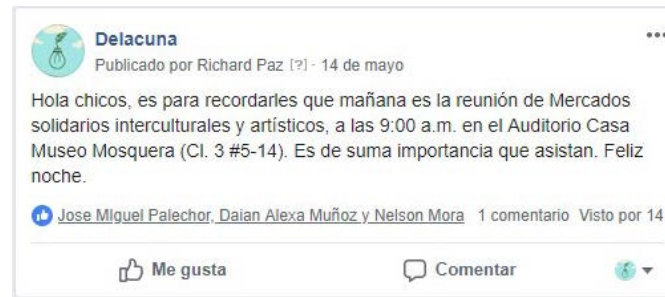 Delacuna
Publicado por Richard Paz [?] · 14 de mayo
Hola chicos, es para recordarles que mañana es la reunión de Mercados
solidarios interculturales y artísticos, a las 9:00 a.m. en el Auditorio Casa
Museo Mosquera (Cl. 3 #5-14). Es de suma importancia que asistan. Feliz
noche.
Jose MIguel Palechor, Daian Alexa Muñoz y Nelson Mora 1 comentario Visto por 14
Me gusta Comentar